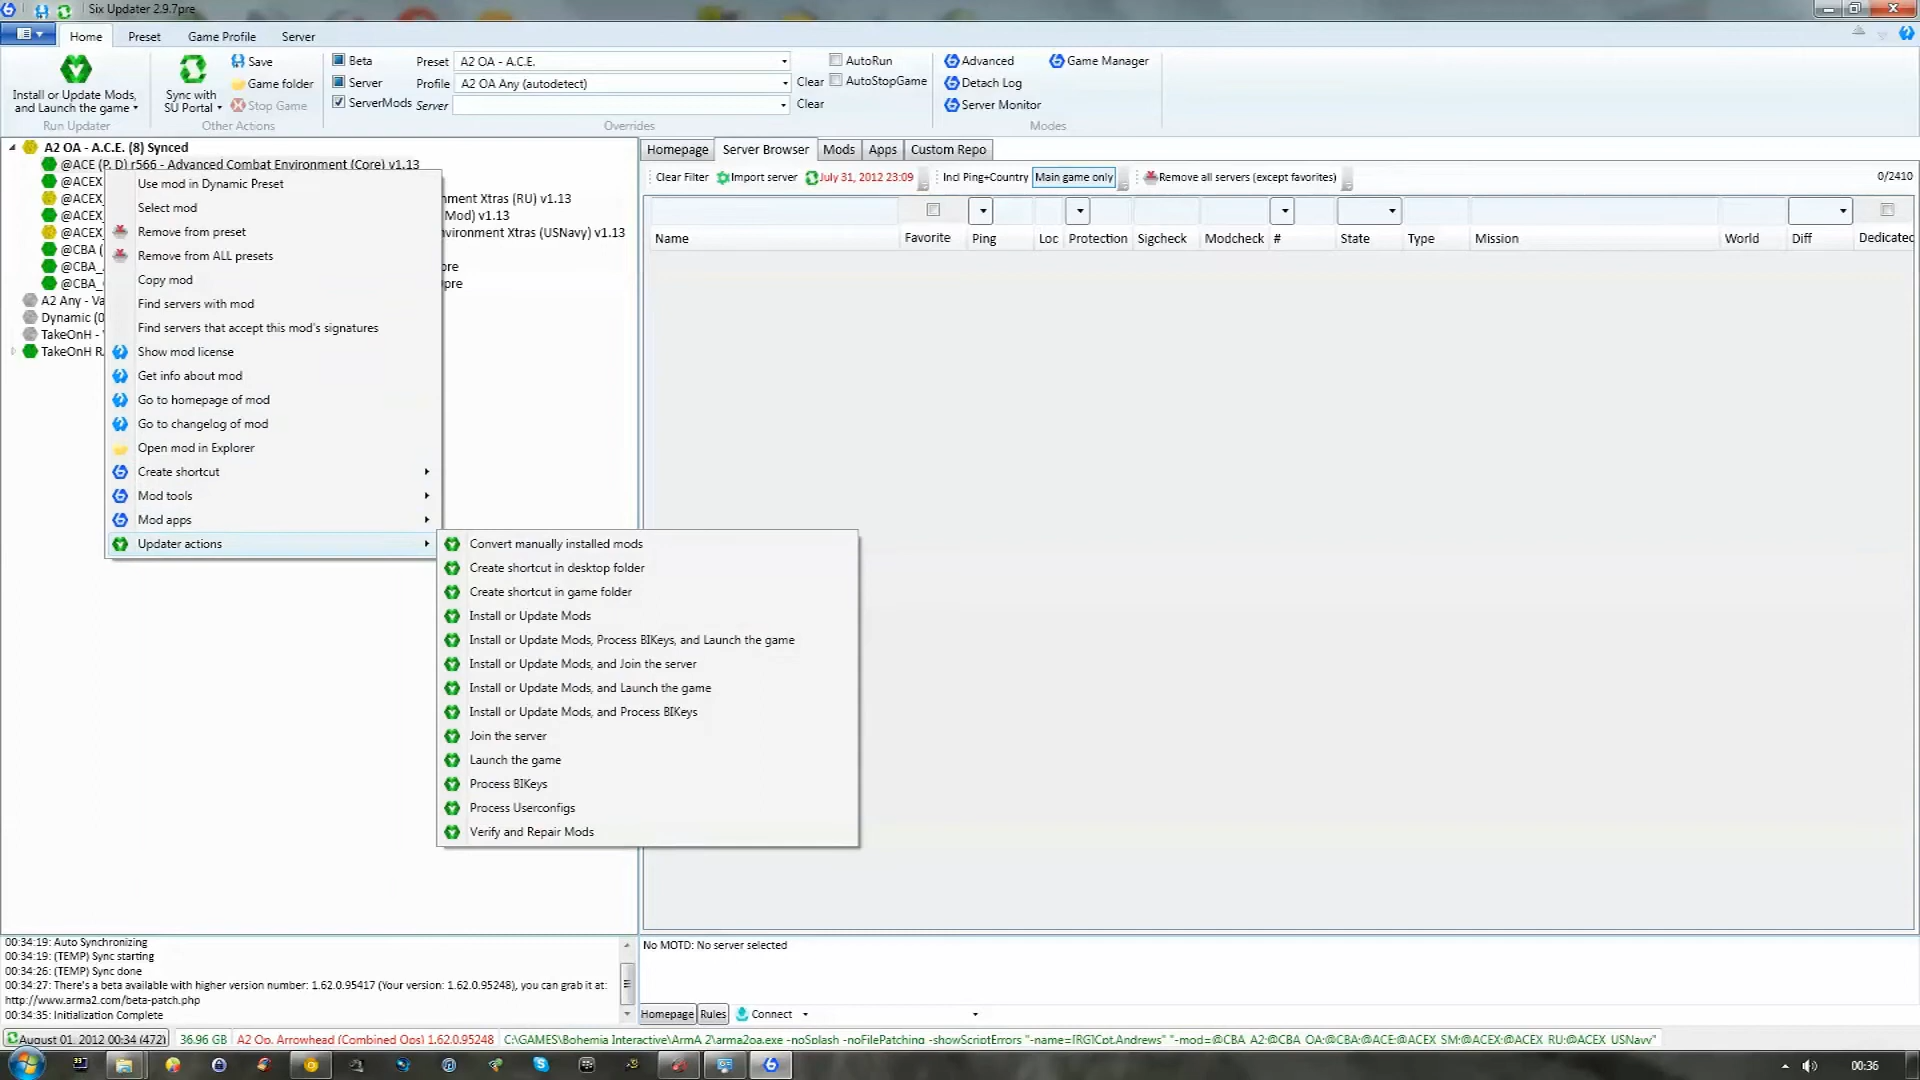 Six Updater 2.9.7pre
Home Preset Game Profile Server
Install or Update Mods, and Launch the game
Run Updater
Sync with SU Portal
Save
Game folder
Stop Game
Other Actions
Beta
Server
ServerMods
Preset A2 OA - A.C.E.
Profile A2 OA Any (autodetect) Clear
Server Clear
AutoRun
AutoStopGame
Overrides
Advanced Game Manager
Detach Log
Server Monitor
Modes
A2 OA - A.C.E. (8) Synced
@ACE (P, D) r566 - Advanced Combat Environment (Core) v1.13
@ACEX
@ACEX_ nment Xtras (RU) v1.13
@ACEX_ Mod) v1.13
@ACEX_ nvironment Xtras (USNavy) v1.13
@CBA (
@CBA_ pre
@CBA_ pre
A2 Any - Va
Dynamic (0
TakeOnH -
TakeOnH R
Use mod in Dynamic Preset
Select mod
Remove from preset
Remove from ALL presets
Copy mod
Find servers with mod
Find servers that accept this mod's signatures
Show mod license
Get info about mod
Go to homepage of mod
Go to changelog of mod
Open mod in Explorer
Create shortcut
Mod tools
Mod apps
Updater actions
Convert manually installed mods
Create shortcut in desktop folder
Create shortcut in game folder
Install or Update Mods
Install or Update Mods, Process BIKeys, and Launch the game
Install or Update Mods, and Join the server
Install or Update Mods, and Launch the game
Install or Update Mods, and Process BIKeys
Join the server
Launch the game
Process BIKeys
Process Userconfigs
Verify and Repair Mods
Homepage Server Browser Mods Apps Custom Repo
Clear Filter Import server July 31, 2012 23:09 Incl Ping+Country Main game only Remove all servers (except favorites) 0/2410
Name Favorite Ping Loc Protection Sigcheck Modcheck # State Type Mission World Diff Dedicated
00:34:19: Auto Synchronizing
00:34:19: (TEMP) Sync starting
00:34:26: (TEMP) Sync done
00:34:27: There's a beta available with higher version number: 1.62.0.95417 (Your version: 1.62.0.95248), you can grab it at:
http://www.arma2.com/beta-patch.php
00:34:35: Initialization Complete
No MOTD: No server selected
Homepage Rules Connect
August 01, 2012 00:34 (472) 36.96 GB A2 Op. Arrowhead (Combined Ops) 1.62.0.95248 C:\GAMES\Bohemia Interactive\ArmA 2\arma2oa.exe -noSplash -noFilePatching -showScriptErrors "-name=[RG]Cpt.Andrews" "-mod=@CBA_A2;@CBA_OA;@CBA;@ACE;@ACEX_SM;@ACEX;@ACEX_RU;@ACEX_USNavy"
00:36